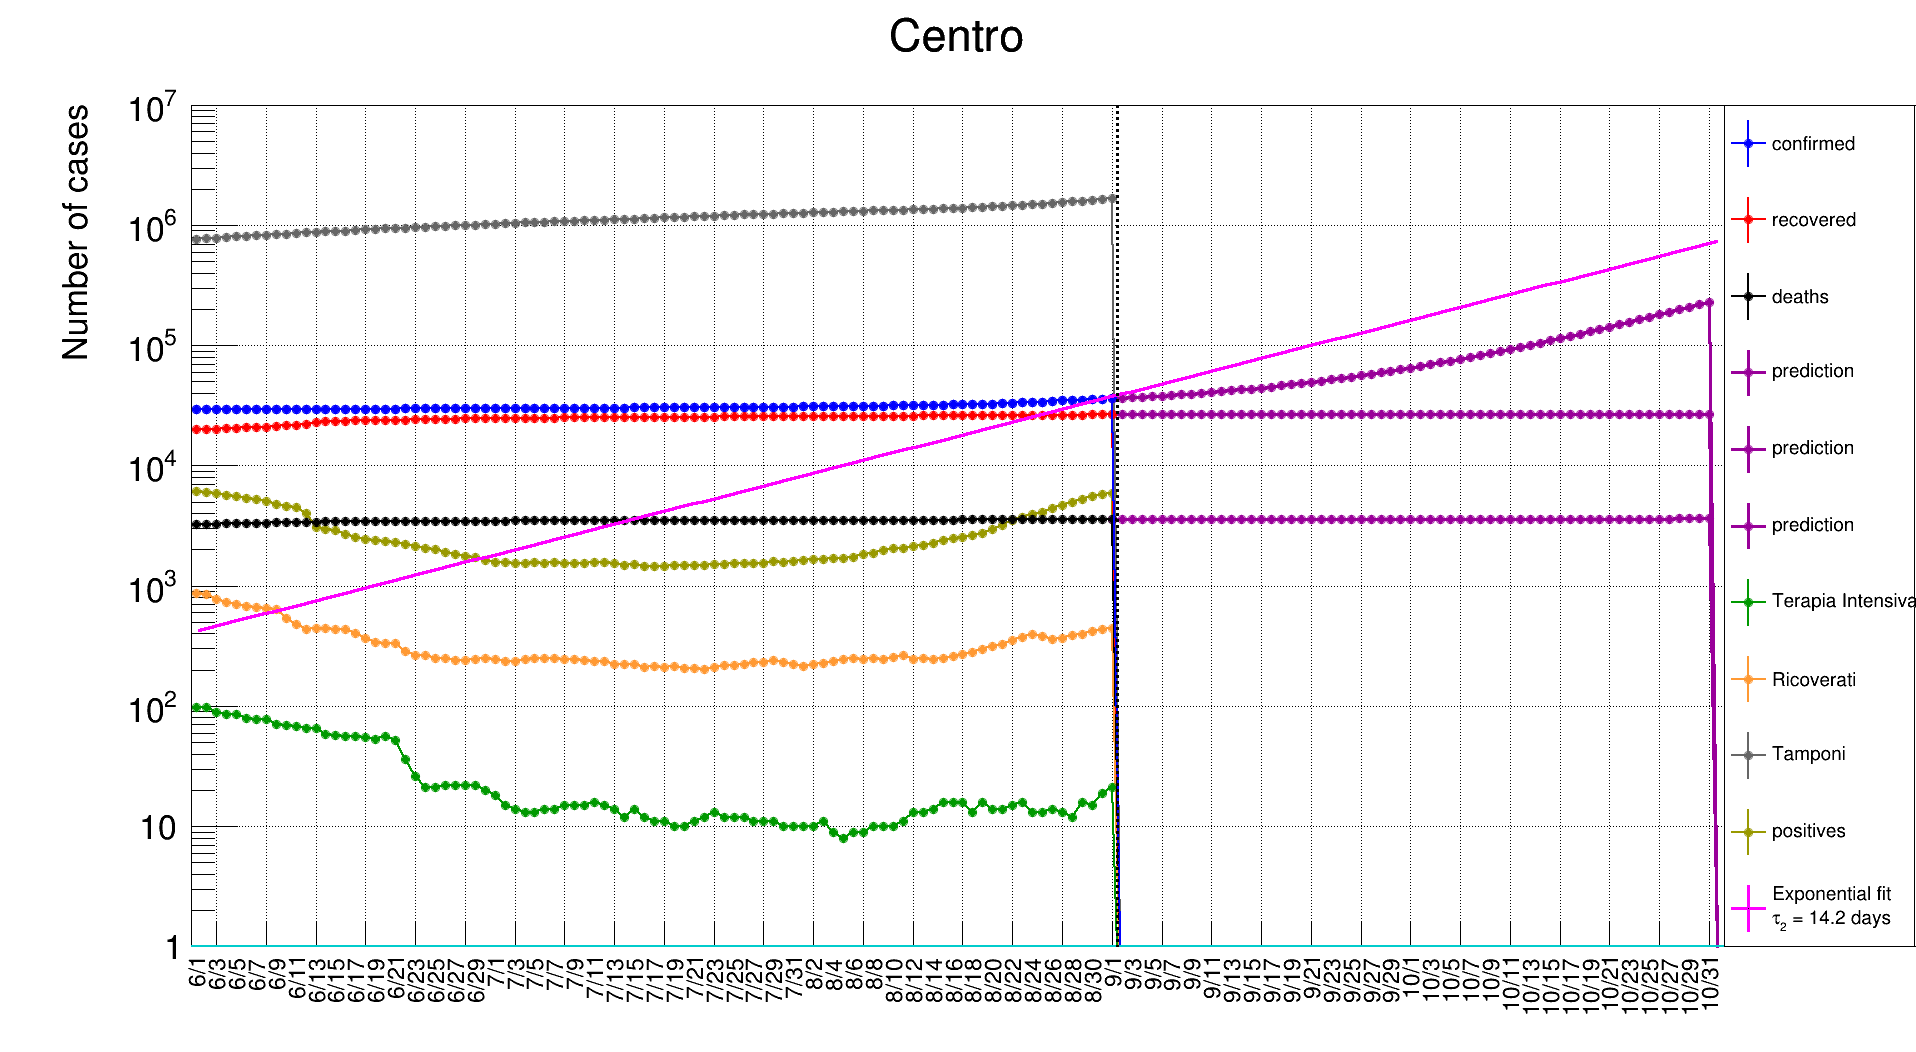 Centro
Number of cases
10^7
10^6
10^5
10^4
10^3
10^2
10
1
6/1 6/3 6/5 6/7 6/9 6/11 6/13 6/15 6/17 6/19 6/21 6/23 6/25 6/27 6/29 7/1 7/3 7/5 7/7 7/9 7/11 7/13 7/15 7/17 7/19 7/21 7/23 7/25 7/27 7/29 7/31 8/2 8/4 8/6 8/8 8/10 8/12 8/14 8/16 8/18 8/20 8/22 8/24 8/26 8/28 8/30 9/1 9/3 9/5 9/7 9/9 9/11 9/13 9/15 9/17 9/19 9/21 9/23 9/25 9/27 9/29 10/1 10/3 10/5 10/7 10/9 10/11 10/13 10/15 10/17 10/19 10/21 10/23 10/25 10/27 10/29 10/31
confirmed
recovered
deaths
prediction
prediction
prediction
Terapia Intensiva
Ricoverati
Tamponi
positives
Exponential fit
τ₂ = 14.2 days